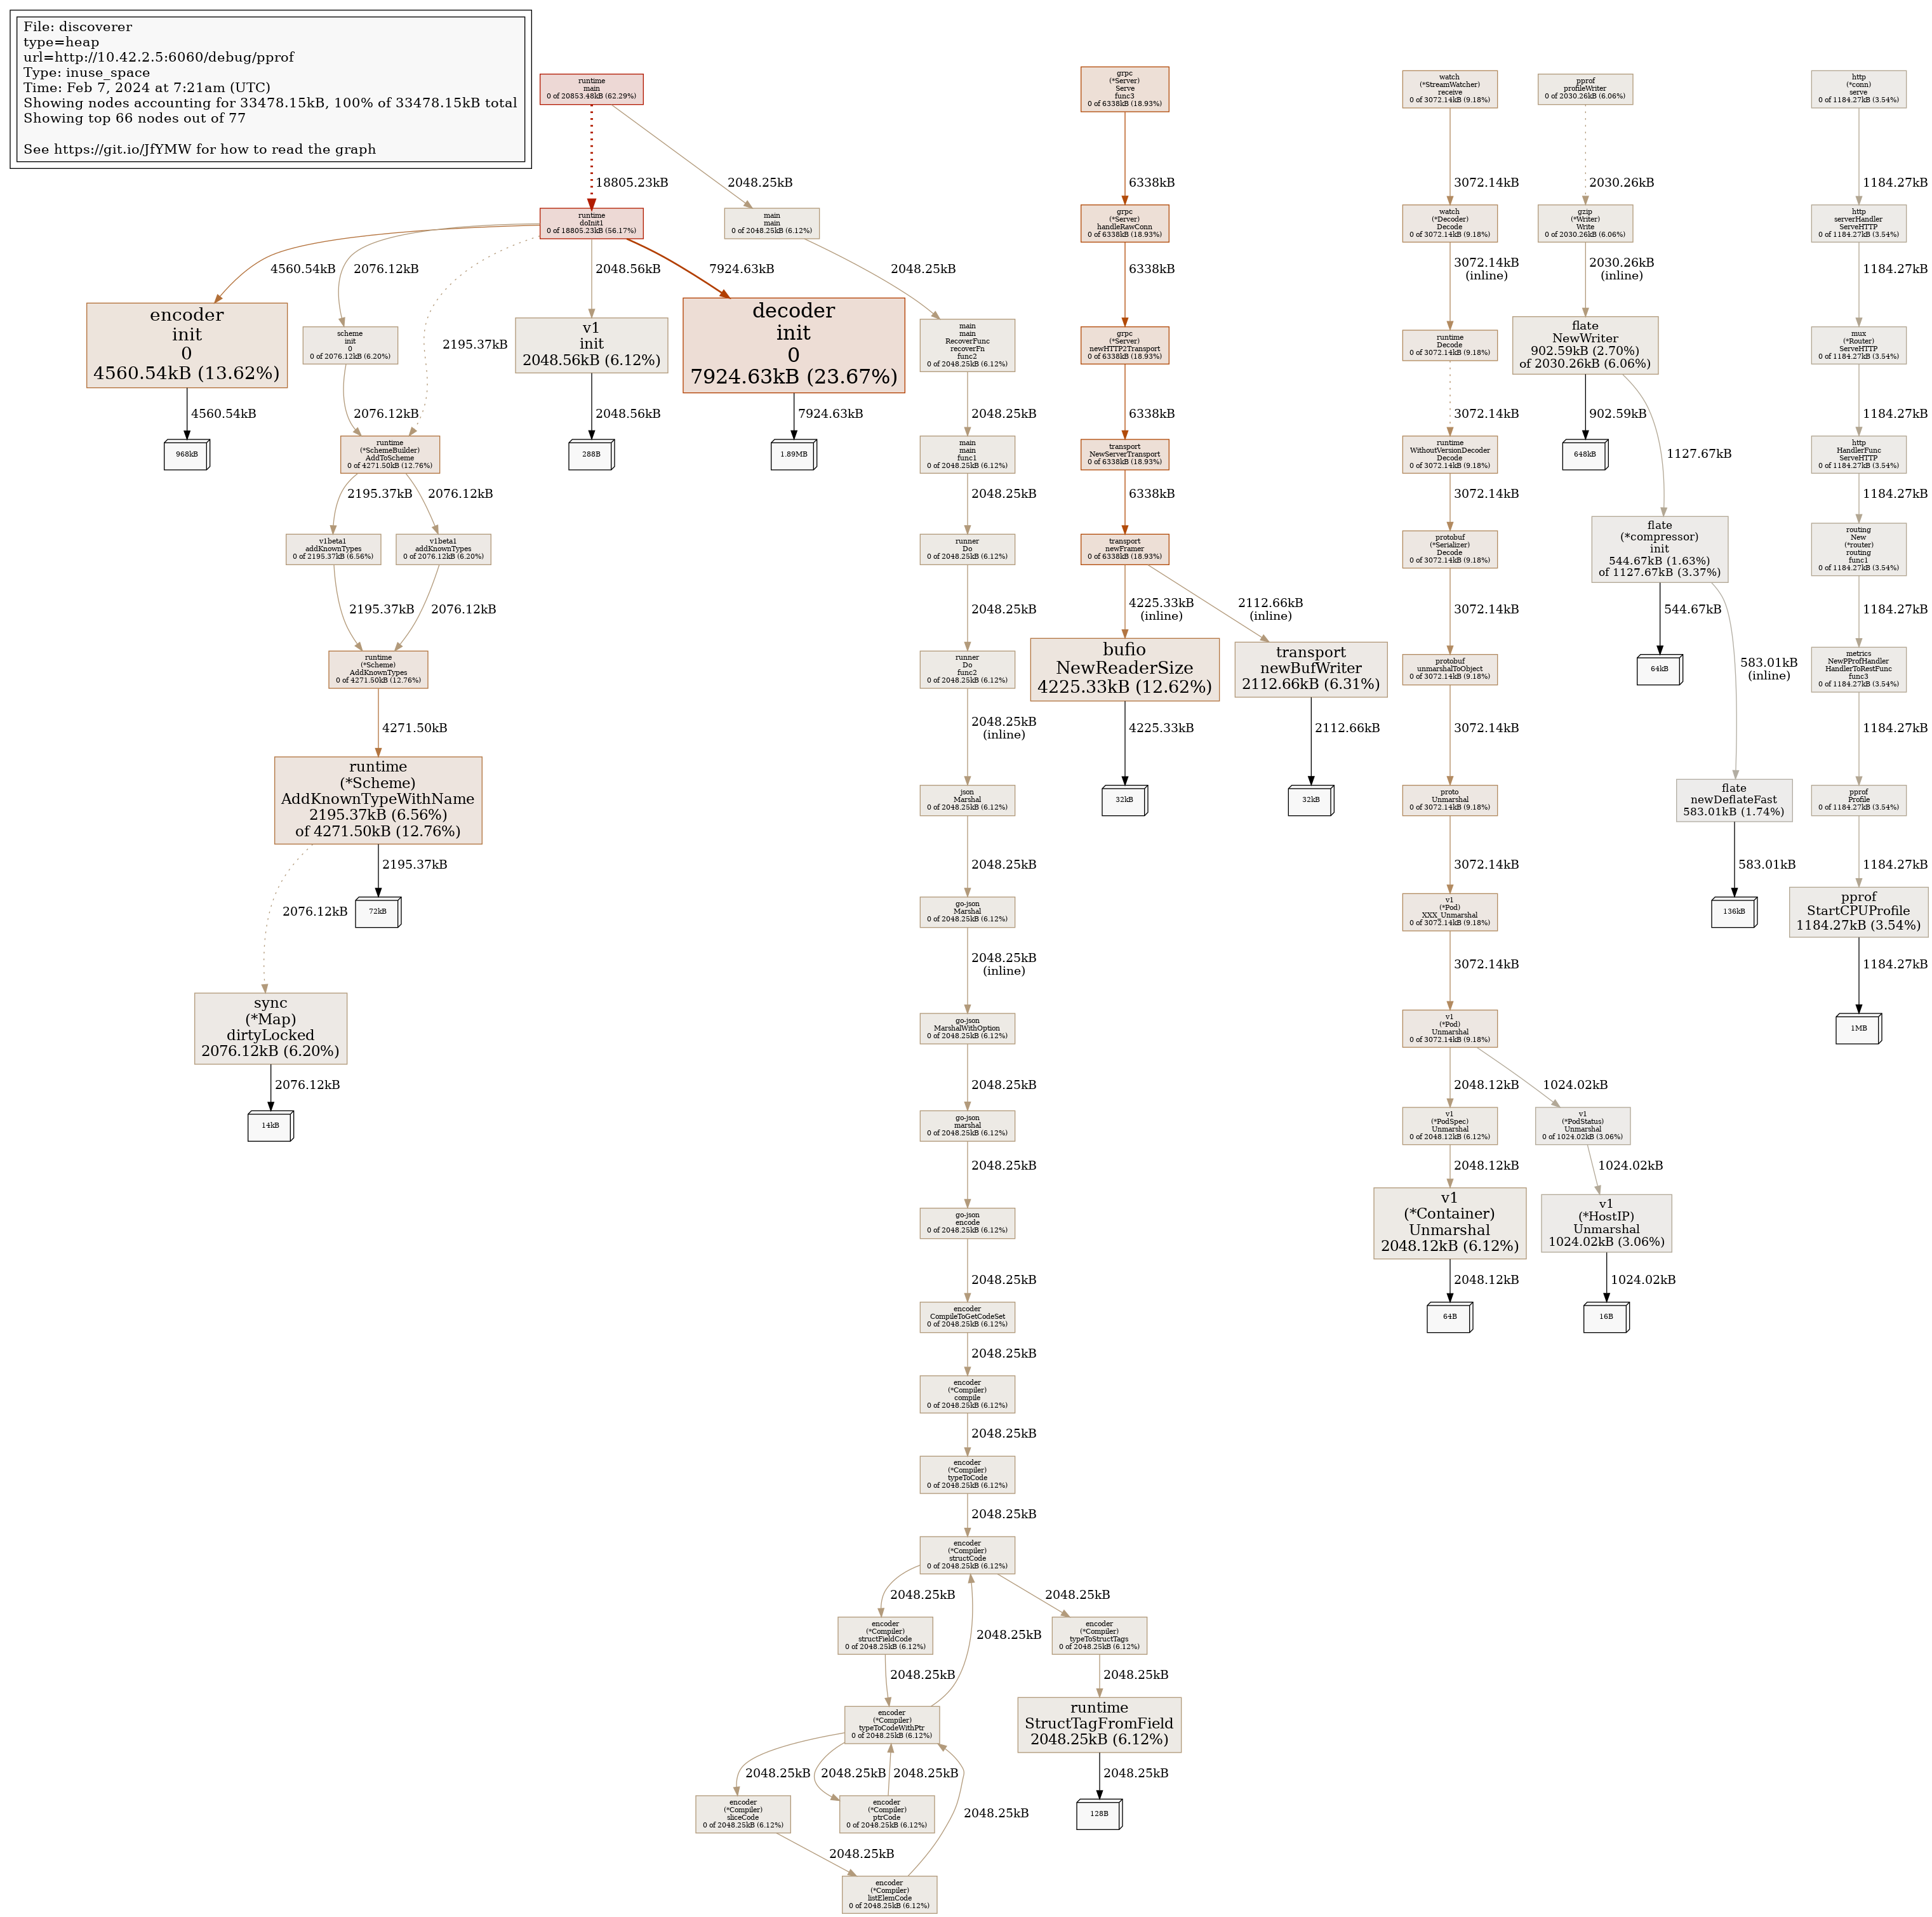 File: discoverer
type=heap
url=http://10.42.2.5:6060/debug/pprof
Type: inuse_space
Time: Feb 7, 2024 at 7:21am (UTC)
Showing nodes accounting for 33478.15kB, 100% of 33478.15kB total
Showing top 66 nodes out of 77
See https://git.io/JfYMW for how to read the graph
runtime
main
0 of 20853.48kB (62.29%)
18805.23kB
2048.25kB
runtime
doInit1
0 of 18805.23kB (56.17%)
main
main
0 of 2048.25kB (6.12%)
4560.54kB
2076.12kB
2195.37kB
2048.56kB
7924.63kB
2048.25kB
encoder
init
0
4560.54kB (13.62%)
4560.54kB
968kB
scheme
init
0
0 of 2076.12kB (6.20%)
2076.12kB
v1
init
2048.56kB (6.12%)
2048.56kB
288B
decoder
init
0
7924.63kB (23.67%)
7924.63kB
1.89MB
runtime
(*SchemeBuilder)
AddToScheme
0 of 4271.50kB (12.76%)
2195.37kB
2076.12kB
v1beta1
addKnownTypes
0 of 2195.37kB (6.56%)
v1beta1
addKnownTypes
0 of 2076.12kB (6.20%)
2195.37kB
2076.12kB
runtime
(*Scheme)
AddKnownTypes
0 of 4271.50kB (12.76%)
4271.50kB
runtime
(*Scheme)
AddKnownTypeWithName
2195.37kB (6.56%)
of 4271.50kB (12.76%)
2076.12kB
2195.37kB
72kB
sync
(*Map)
dirtyLocked
2076.12kB (6.20%)
2076.12kB
14kB
main
main
RecoverFunc
recoverFn
func2
0 of 2048.25kB (6.12%)
2048.25kB
main
main
func1
0 of 2048.25kB (6.12%)
2048.25kB
runner
Do
0 of 2048.25kB (6.12%)
2048.25kB
runner
Do
func2
0 of 2048.25kB (6.12%)
2048.25kB
(inline)
json
Marshal
0 of 2048.25kB (6.12%)
2048.25kB
go-json
Marshal
0 of 2048.25kB (6.12%)
2048.25kB
(inline)
go-json
MarshalWithOption
0 of 2048.25kB (6.12%)
2048.25kB
go-json
marshal
0 of 2048.25kB (6.12%)
2048.25kB
go-json
encode
0 of 2048.25kB (6.12%)
2048.25kB
encoder
CompileToGetCodeSet
0 of 2048.25kB (6.12%)
2048.25kB
encoder
(*Compiler)
compile
0 of 2048.25kB (6.12%)
2048.25kB
encoder
(*Compiler)
typeToCode
0 of 2048.25kB (6.12%)
2048.25kB
encoder
(*Compiler)
structCode
0 of 2048.25kB (6.12%)
2048.25kB
2048.25kB
2048.25kB
encoder
(*Compiler)
structFieldCode
0 of 2048.25kB (6.12%)
2048.25kB
encoder
(*Compiler)
typeToStructTags
0 of 2048.25kB (6.12%)
2048.25kB
encoder
(*Compiler)
typeToCodeWithPtr
0 of 2048.25kB (6.12%)
runtime
StructTagFromField
2048.25kB (6.12%)
2048.25kB
128B
2048.25kB
2048.25kB
2048.25kB
2048.25kB
encoder
(*Compiler)
sliceCode
0 of 2048.25kB (6.12%)
encoder
(*Compiler)
ptrCode
0 of 2048.25kB (6.12%)
2048.25kB
encoder
(*Compiler)
listElemCode
0 of 2048.25kB (6.12%)
grpc
(*Server)
Serve
func3
0 of 6338kB (18.93%)
6338kB
grpc
(*Server)
handleRawConn
0 of 6338kB (18.93%)
6338kB
grpc
(*Server)
newHTTP2Transport
0 of 6338kB (18.93%)
6338kB
transport
NewServerTransport
0 of 6338kB (18.93%)
6338kB
transport
newFramer
0 of 6338kB (18.93%)
4225.33kB
(inline)
2112.66kB
(inline)
bufio
NewReaderSize
4225.33kB (12.62%)
4225.33kB
32kB
transport
newBufWriter
2112.66kB (6.31%)
2112.66kB
32kB
watch
(*StreamWatcher)
receive
0 of 3072.14kB (9.18%)
3072.14kB
watch
(*Decoder)
Decode
0 of 3072.14kB (9.18%)
3072.14kB
(inline)
runtime
Decode
0 of 3072.14kB (9.18%)
3072.14kB
runtime
WithoutVersionDecoder
Decode
0 of 3072.14kB (9.18%)
3072.14kB
protobuf
(*Serializer)
Decode
0 of 3072.14kB (9.18%)
3072.14kB
protobuf
unmarshalToObject
0 of 3072.14kB (9.18%)
3072.14kB
proto
Unmarshal
0 of 3072.14kB (9.18%)
3072.14kB
v1
(*Pod)
XXX_Unmarshal
0 of 3072.14kB (9.18%)
3072.14kB
v1
(*Pod)
Unmarshal
0 of 3072.14kB (9.18%)
2048.12kB
1024.02kB
v1
(*PodSpec)
Unmarshal
0 of 2048.12kB (6.12%)
2048.12kB
v1
(*PodStatus)
Unmarshal
0 of 1024.02kB (3.06%)
1024.02kB
v1
(*Container)
Unmarshal
2048.12kB (6.12%)
2048.12kB
64B
v1
(*HostIP)
Unmarshal
1024.02kB (3.06%)
1024.02kB
16B
pprof
profileWriter
0 of 2030.26kB (6.06%)
2030.26kB
gzip
(*Writer)
Write
0 of 2030.26kB (6.06%)
2030.26kB
(inline)
flate
NewWriter
902.59kB (2.70%)
of 2030.26kB (6.06%)
902.59kB
648kB
1127.67kB
flate
(*compressor)
init
544.67kB (1.63%)
of 1127.67kB (3.37%)
544.67kB
64kB
583.01kB
(inline)
flate
newDeflateFast
583.01kB (1.74%)
583.01kB
136kB
http
(*conn)
serve
0 of 1184.27kB (3.54%)
1184.27kB
http
serverHandler
ServeHTTP
0 of 1184.27kB (3.54%)
1184.27kB
mux
(*Router)
ServeHTTP
0 of 1184.27kB (3.54%)
1184.27kB
http
HandlerFunc
ServeHTTP
0 of 1184.27kB (3.54%)
1184.27kB
routing
New
(*router)
routing
func1
0 of 1184.27kB (3.54%)
1184.27kB
metrics
NewPProfHandler
HandlerToRestFunc
func3
0 of 1184.27kB (3.54%)
1184.27kB
pprof
Profile
0 of 1184.27kB (3.54%)
1184.27kB
pprof
StartCPUProfile
1184.27kB (3.54%)
1184.27kB
1MB